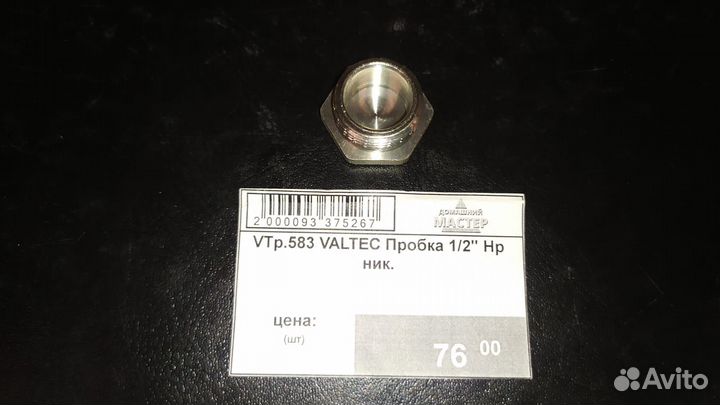 2 000093 375267
ДОМАШНИЙ
МАСТЕР
VTp.583 VALTEC Пробка 1/2" Нр
ник.
цена:
(шт)
76 00
Avito